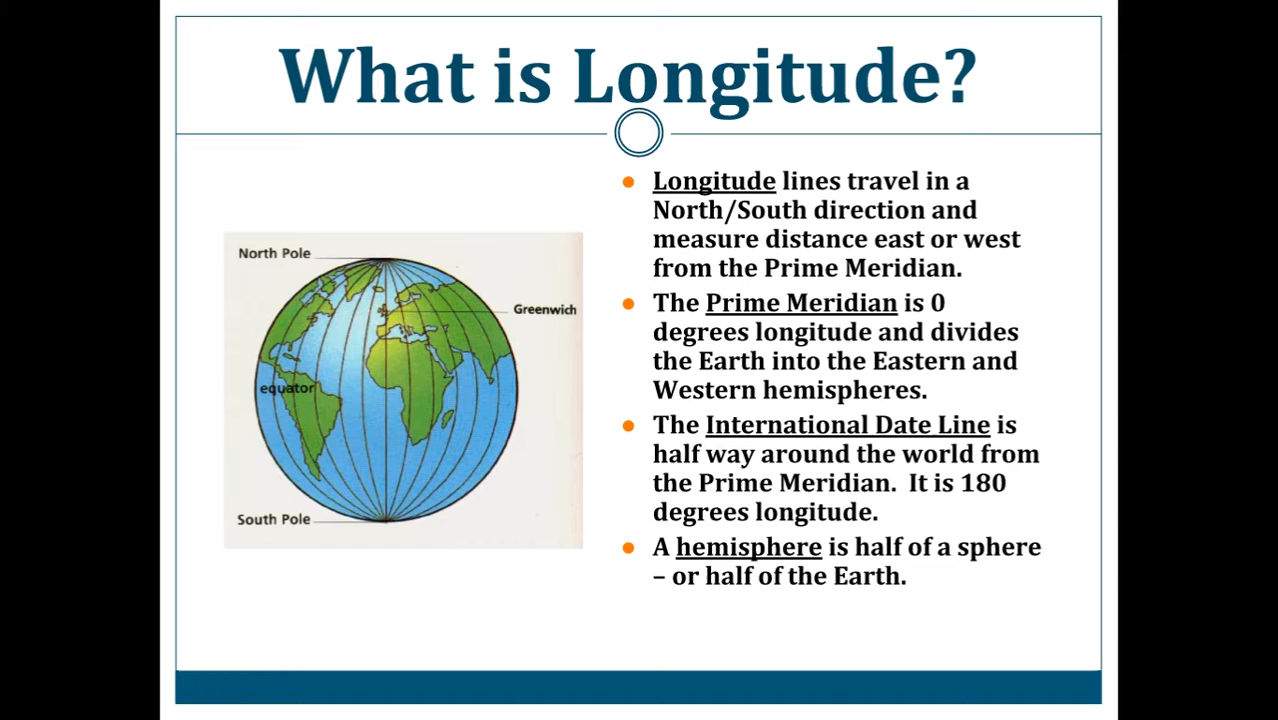 What is Longitude?
North Pole
Greenwich
equator
South Pole
Longitude lines travel in a
North/South direction and
measure distance east or west
from the Prime Meridian.
The Prime Meridian is 0
degrees longitude and divides
the Earth into the Eastern and
Western hemispheres.
The International Date Line is
half way around the world from
the Prime Meridian.  It is 180
degrees longitude.
A hemisphere is half of a sphere
– or half of the Earth.